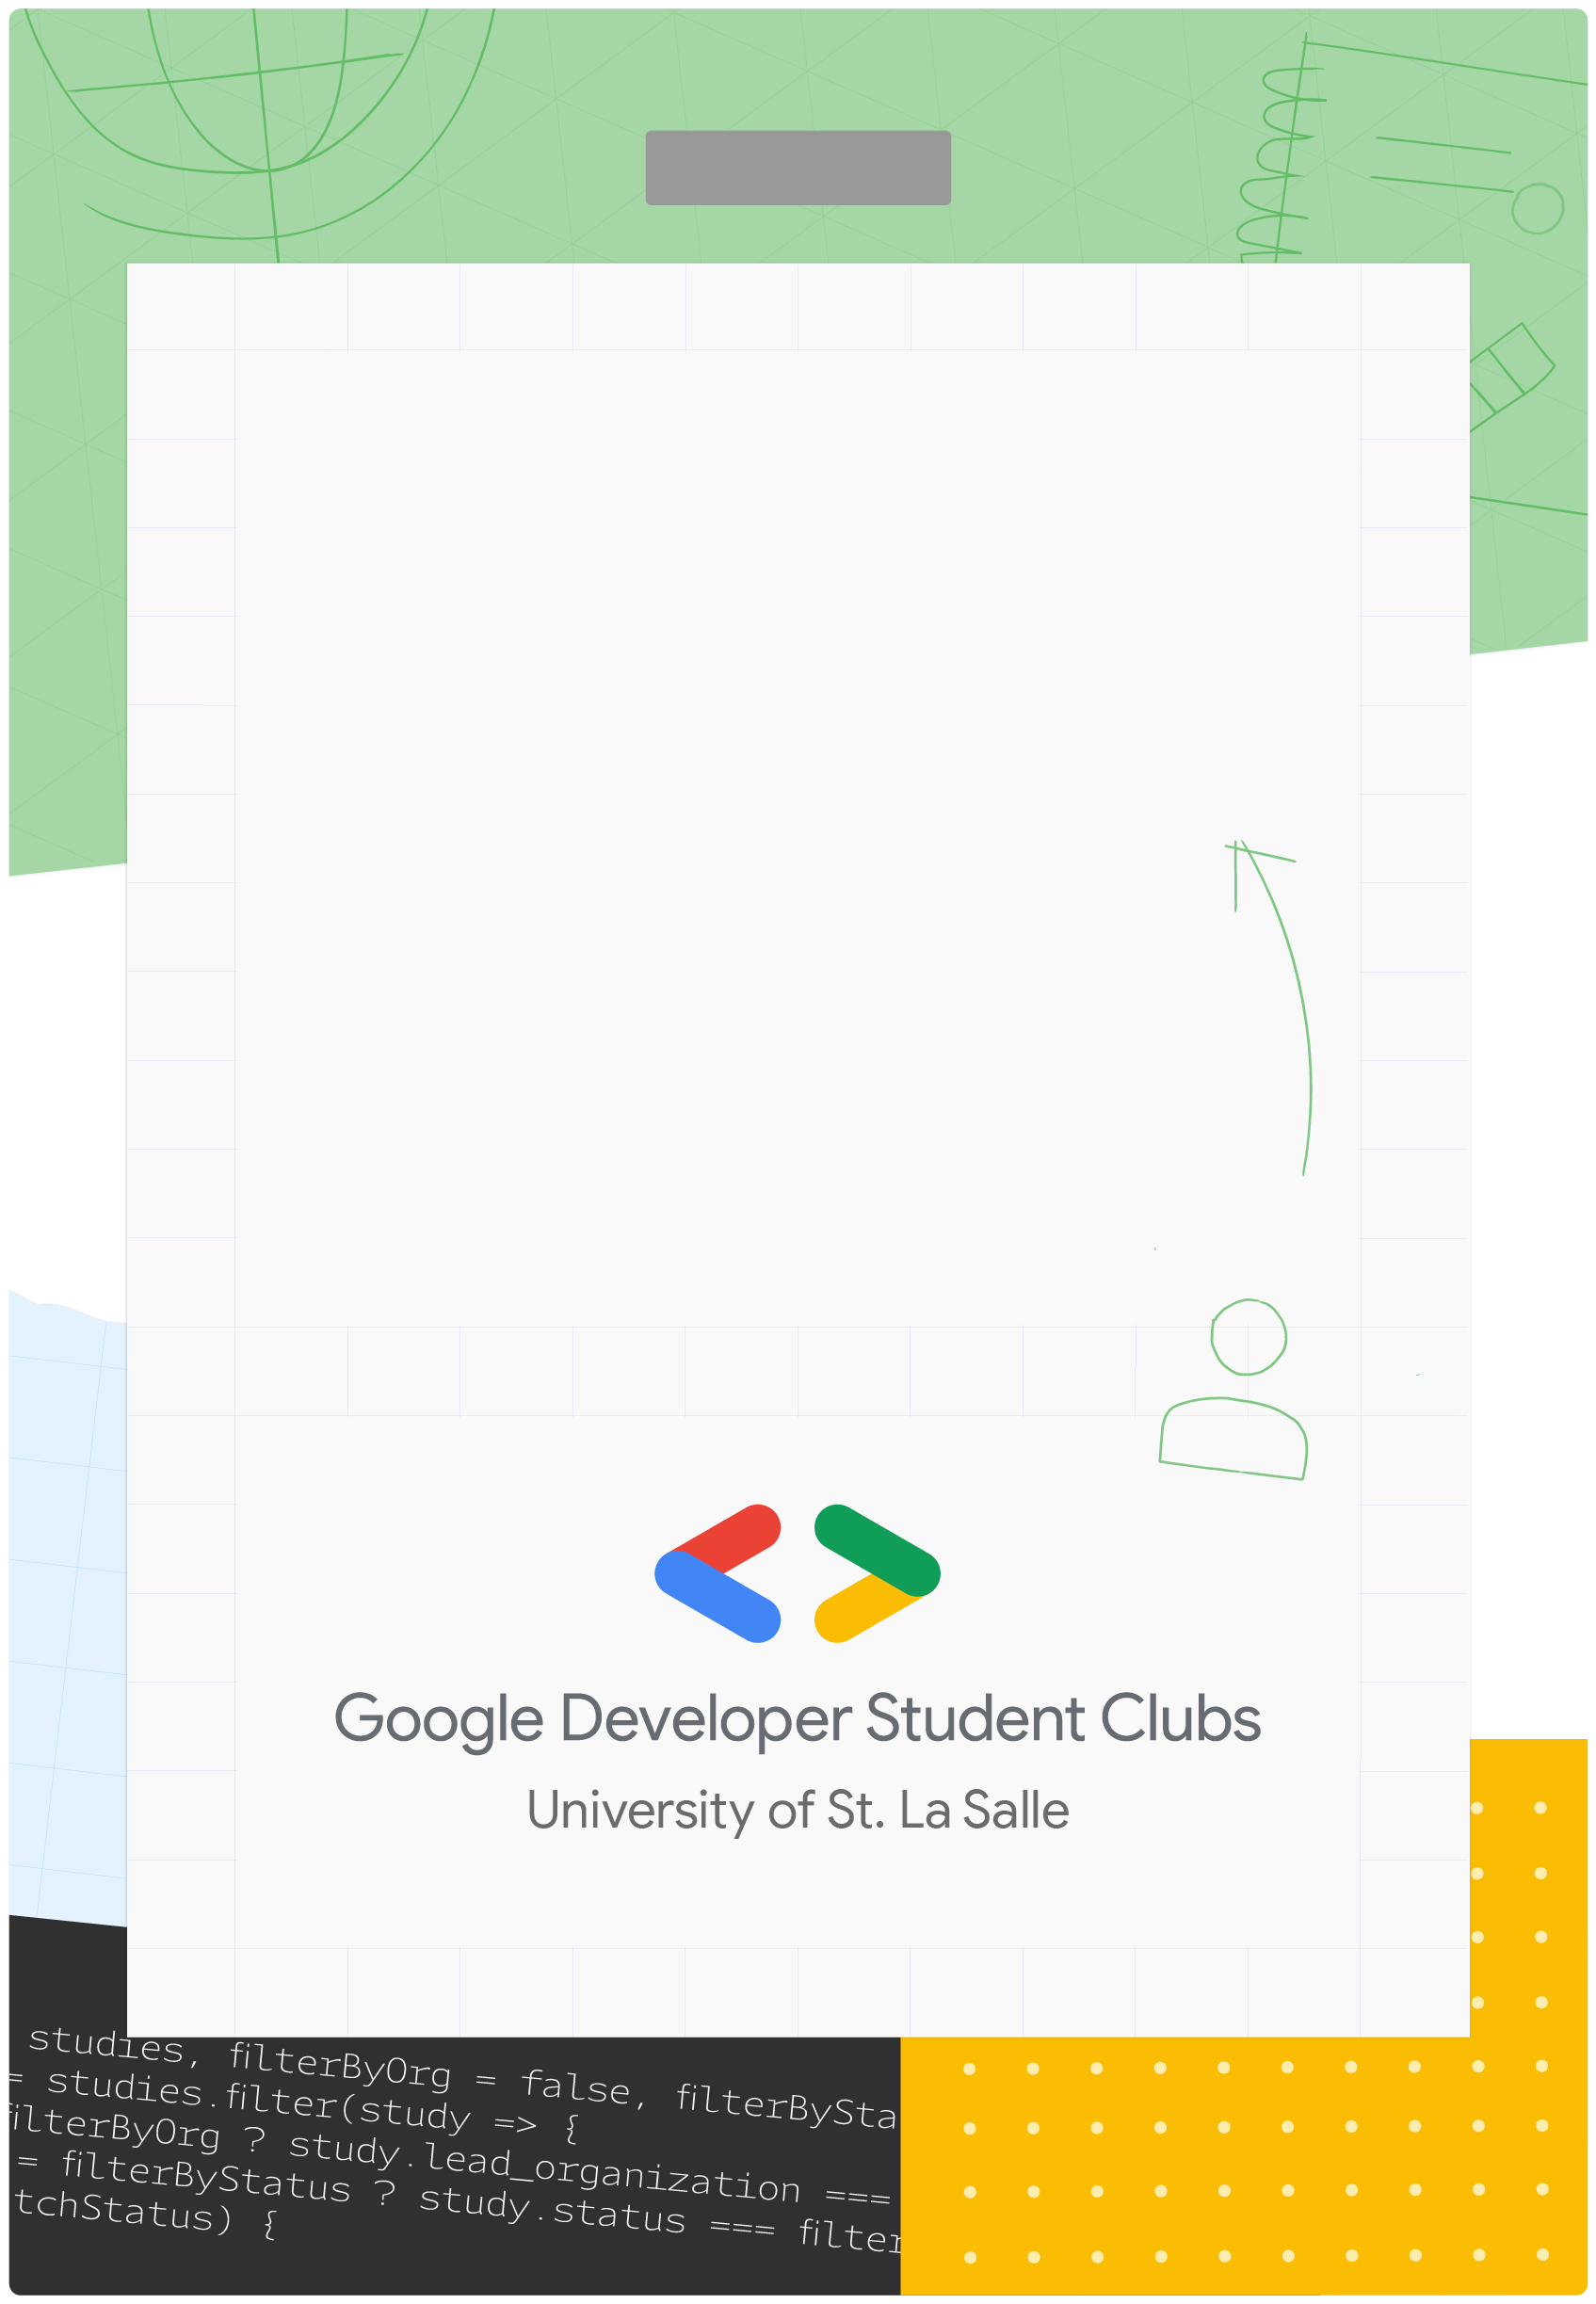 Google Developer Student Clubs
University of St. La Salle
studies, filterByOrg = false, filterBySta
= studies.filter(study => {
filterByOrg ? study.lead_organization ===
= filterByStatus ? study.status === filter
tchStatus) {